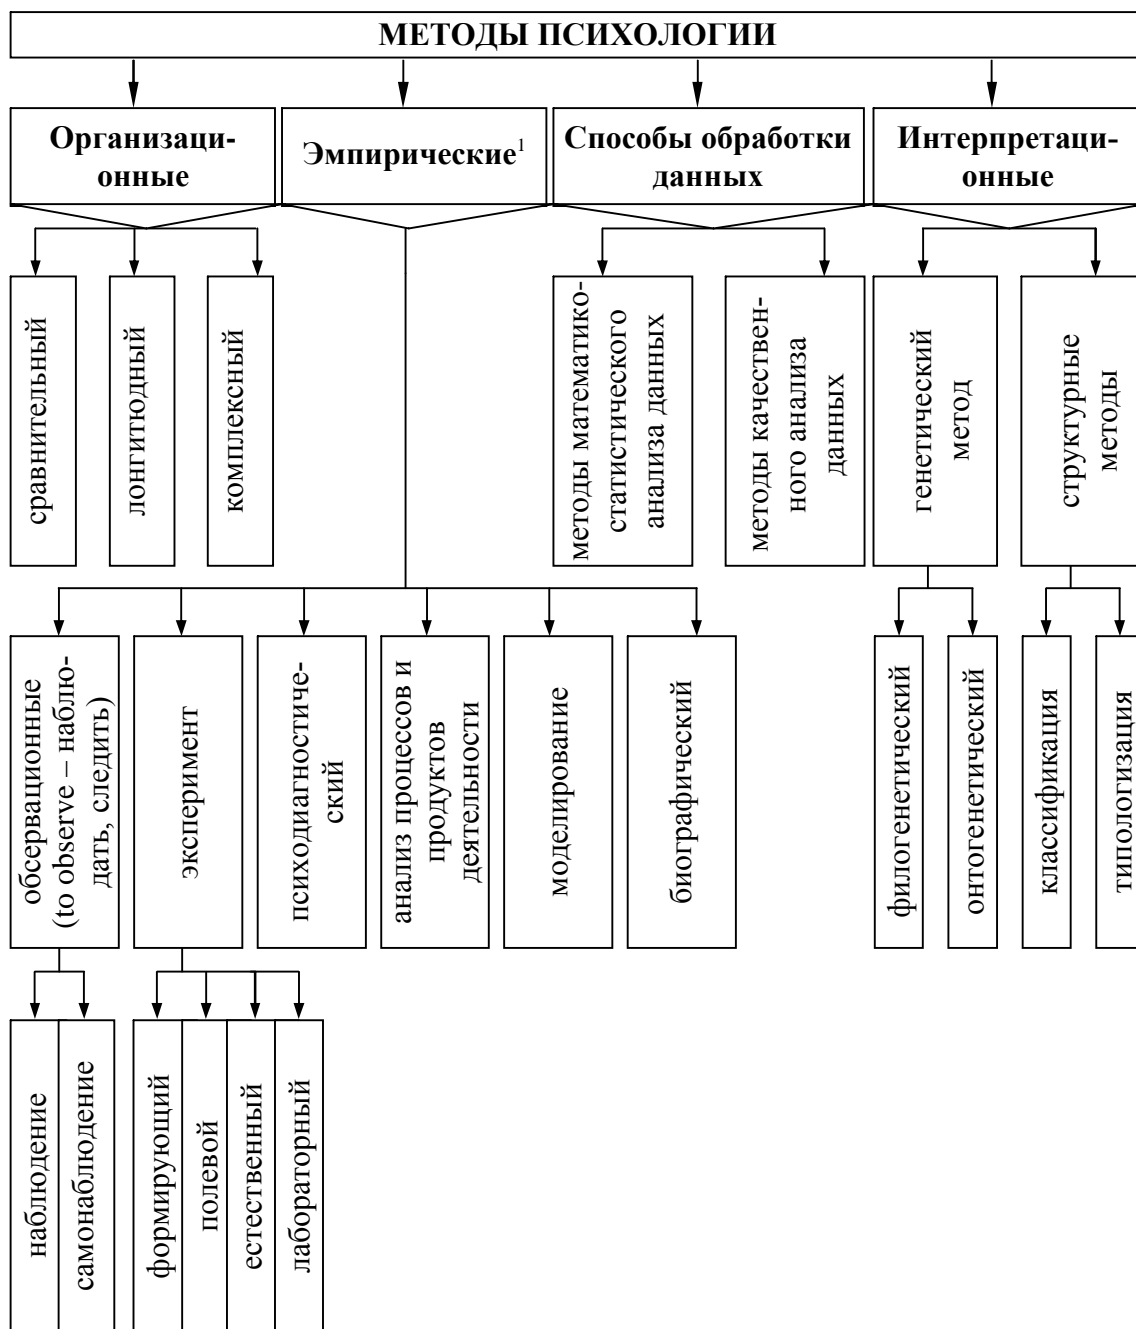 МЕТОДЫ ПСИХОЛОГИИ
Организаци-
онные
Эмпирические¹
Способы обработки
данных
Интерпретаци-
онные
сравнительный
лонгитюдный
комплексный
методы математико-
статистического
анализа данных
методы качествен-
ного анализа
данных
генетический
метод
структурные
методы
обсервационные
(to observe – наблю-
дать, следить)
эксперимент
психодиагностиче-
ский
анализ процессов и
продуктов
деятельности
моделирование
биографический
филогенетический
онтогенетический
классификация
типологизация
наблюдение
самонаблюдение
формирующий
полевой
естественный
лабораторный